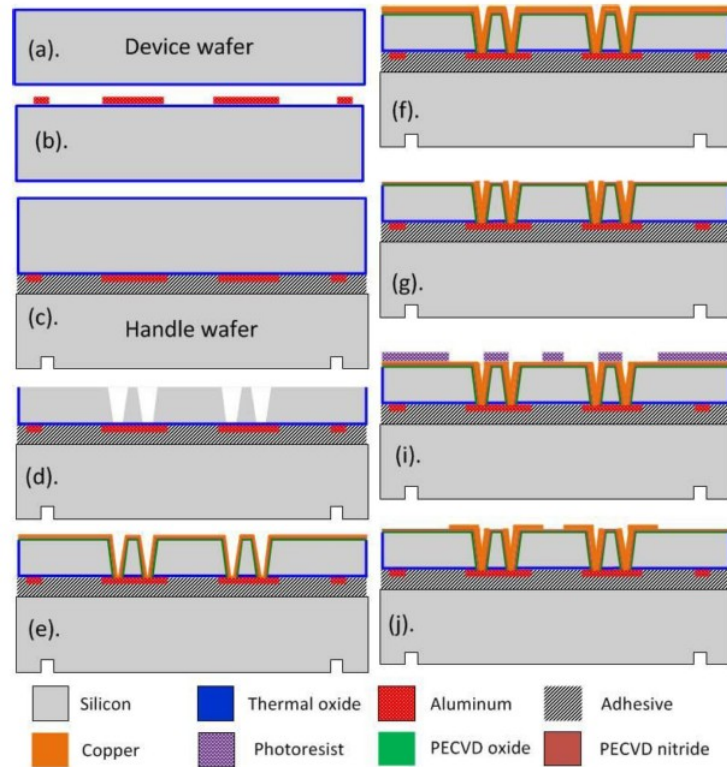 (a).
Device wafer
(b).
(c).
Handle wafer
(d).
(e).
(f).
(g).
(i).
(j).
Silicon
Thermal oxide
Aluminum
Adhesive
Copper
Photoresist
PECVD oxide
PECVD nitride